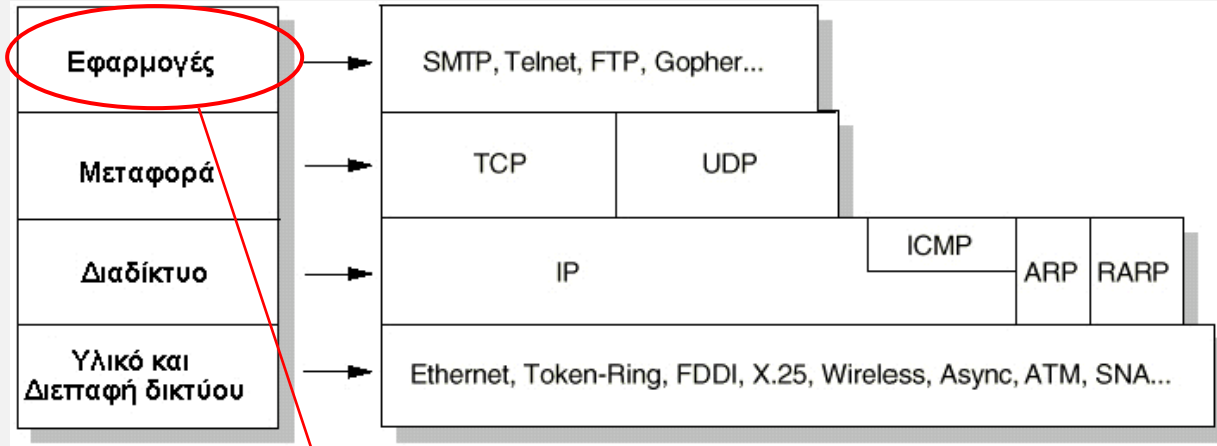 Εφαρμογές
SMTP, Telnet, FTP, Gopher...
Μεταφορά
TCP
UDP
Διαδίκτυο
IP
ICMP
ARP
RARP
Υλικό και
Διεπαφή δικτύου
Ethernet, Token-Ring, FDDI, X.25, Wireless, Async, ATM, SNA...